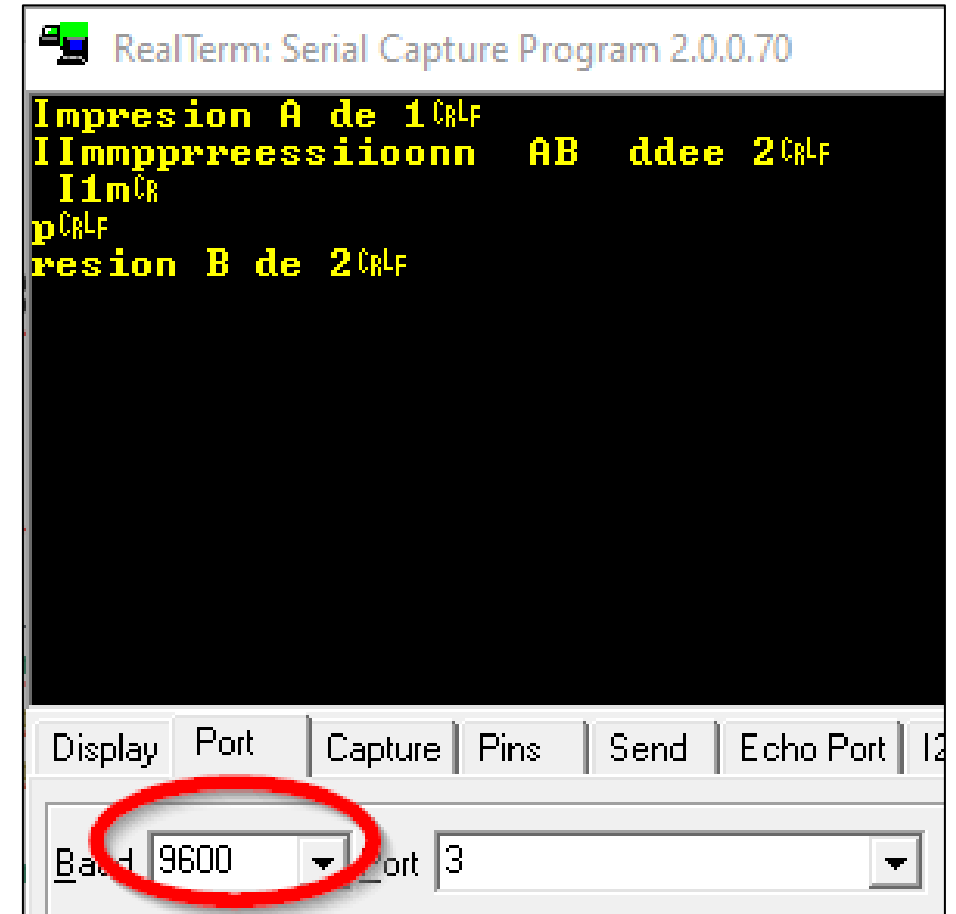 RealTerm: Serial Capture Program 2.0.0.70
Impresion A de 1CRLF
IImmpprreessiioonn  AB  ddee 2CRLF
 I1mCR
pCRLF
resion B de 2CRLF
Display Port Capture Pins Send Echo Port I2
Baud 9600 Port 3